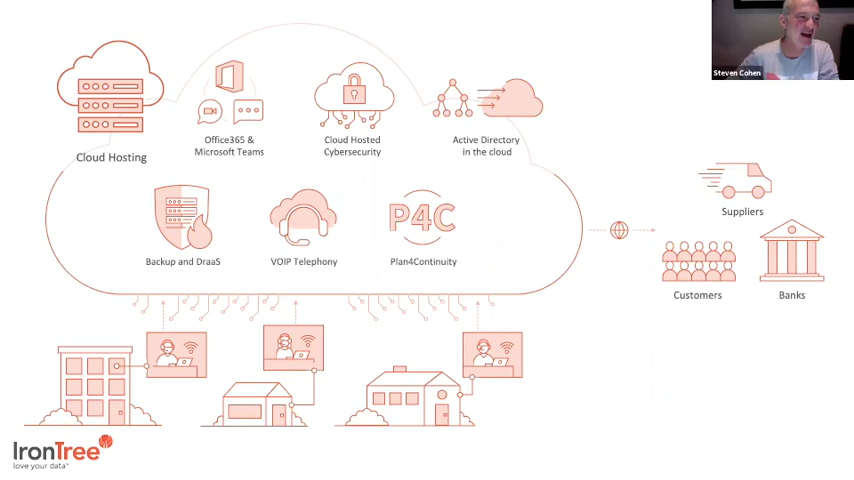 Steven Cohen
Cloud Hosting
Office365 &
Microsoft Teams
Cloud Hosted
Cybersecurity
Active Directory
in the cloud
Suppliers
Backup and DraaS
VOIP Telephony
P4C
Plan4Continuity
Customers
Banks
IronTree
love your data™